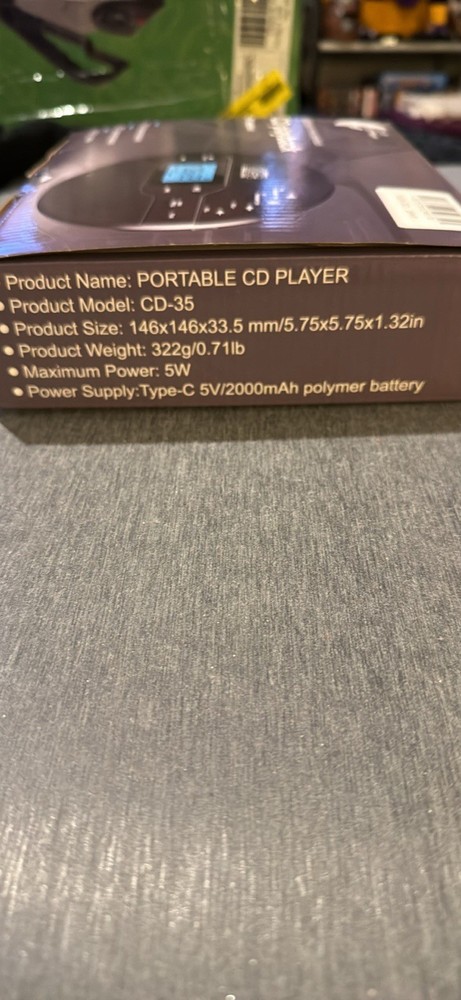 Product Name: PORTABLE CD PLAYER
• Product Model: CD-35
• Product Size: 146x146x33.5 mm/5.75x5.75x1.32in
• Product Weight: 322g/0.71lb
• Maximum Power: 5W
• Power Supply:Type-C 5V/2000mAh polymer battery